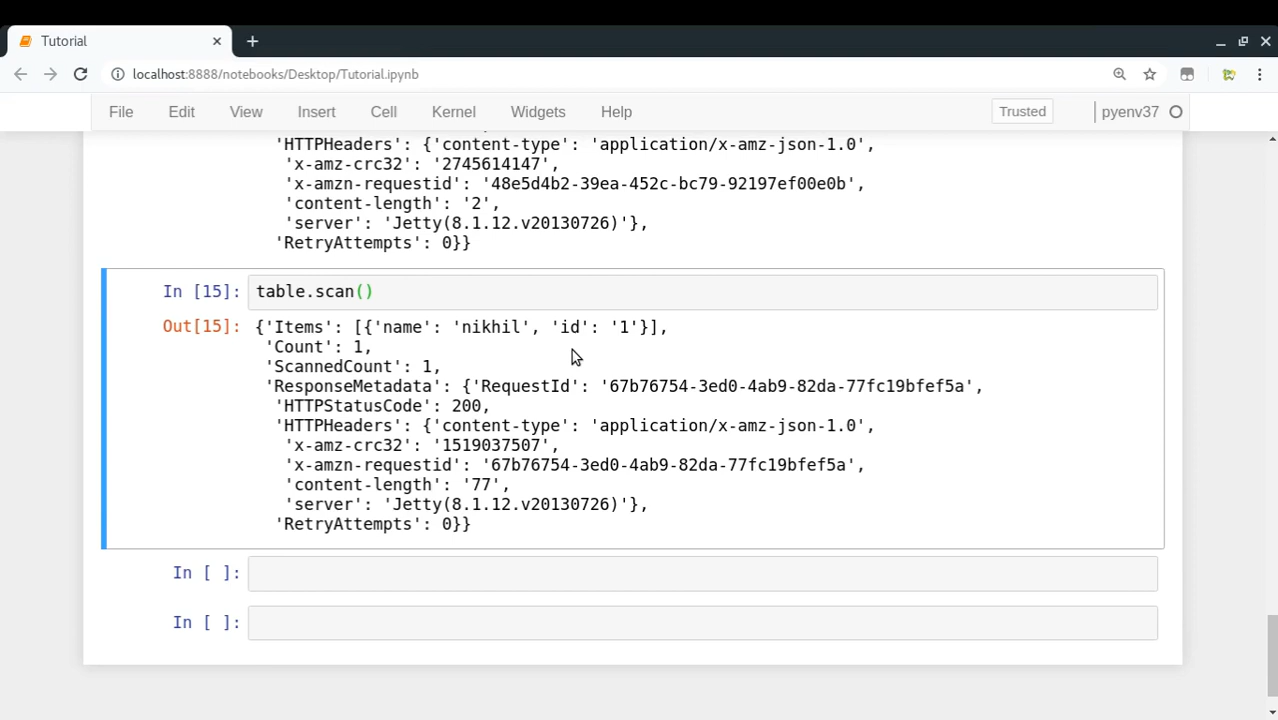 Tutorial
localhost:8888/notebooks/Desktop/Tutorial.ipynb
File Edit View Insert Cell Kernel Widgets Help Trusted pyenv37
'HTTPHeaders': {'content-type': 'application/x-amz-json-1.0',
'x-amz-crc32': '2745614147',
'x-amzn-requestid': '48e5d4b2-39ea-452c-bc79-92197ef00e0b',
'content-length': '2',
'server': 'Jetty(8.1.12.v20130726)'},
'RetryAttempts': 0}}
In [15]: table.scan()
Out[15]: {'Items': [{'name': 'nikhil', 'id': '1'}],
'Count': 1,
'ScannedCount': 1,
'ResponseMetadata': {'RequestId': '67b76754-3ed0-4ab9-82da-77fc19bfef5a',
'HTTPStatusCode': 200,
'HTTPHeaders': {'content-type': 'application/x-amz-json-1.0',
'x-amz-crc32': '1519037507',
'x-amzn-requestid': '67b76754-3ed0-4ab9-82da-77fc19bfef5a',
'content-length': '77',
'server': 'Jetty(8.1.12.v20130726)'},
'RetryAttempts': 0}}
In [ ]:
In [ ]: